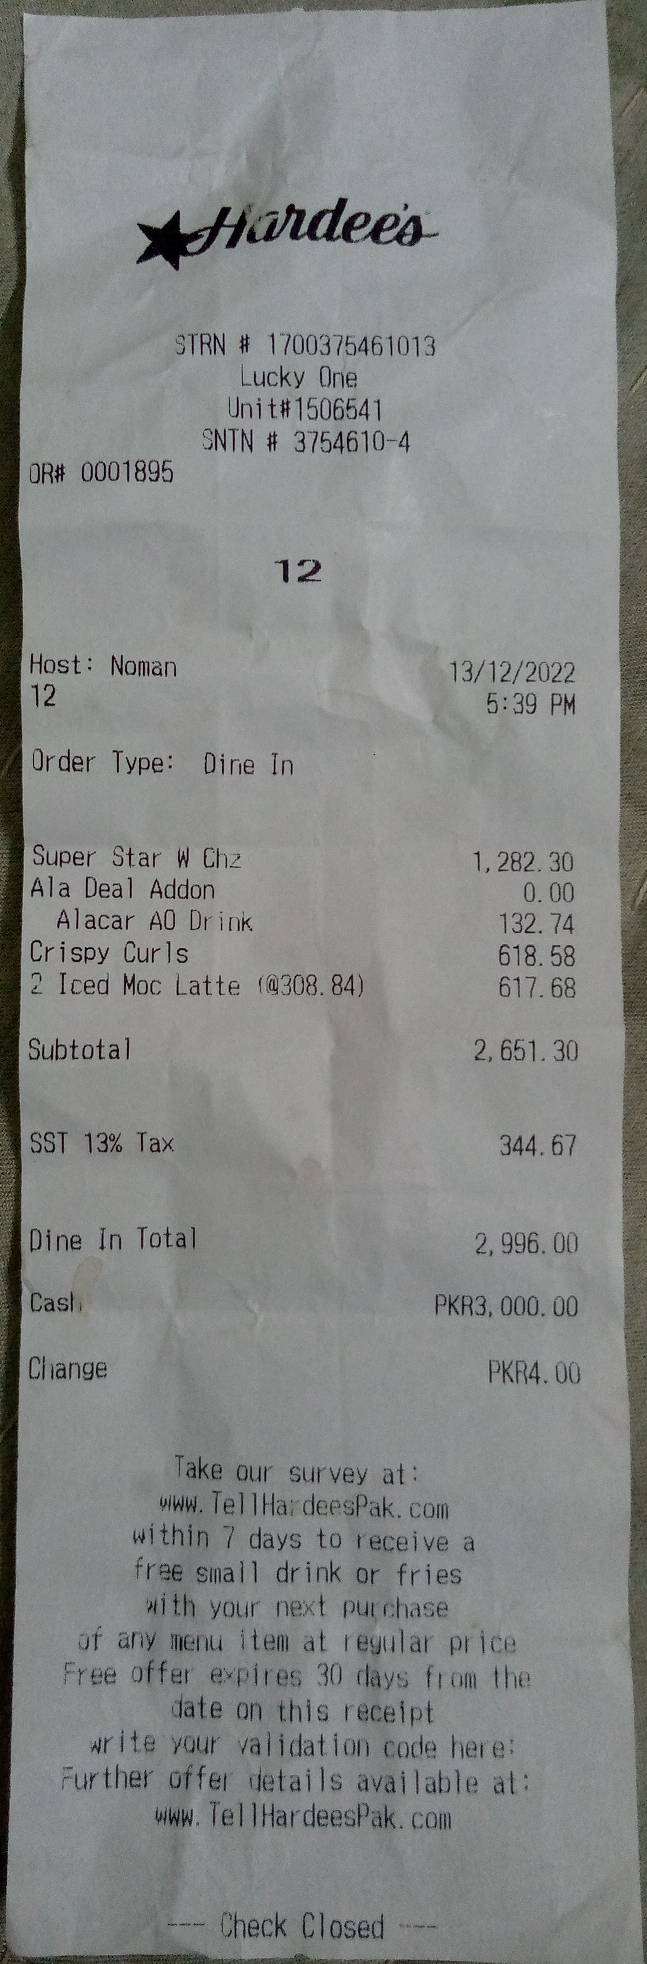 Hardee's
STRN # 1700375461013
Lucky One
Unit#1506541
SNTN # 3754610-4
OR# 0001895
12
Host: Noman 13/12/2022
12 5:39 PM
Order Type: Dine In
Super Star W Chz 1,282.30
Ala Deal Addon 0.00
Alacar AO Drink 132.74
Crispy Curls 618.58
2 Iced Moc Latte (@308.84) 617.68
Subtotal 2,651.30
SST 13% Tax 344.67
Dine In Total 2,996.00
Cash PKR3,000.00
Change PKR4.00
Take our survey at:
www.TellHardeesPak.com
within 7 days to receive a
free small drink or fries
with your next purchase
of any menu item at regular price
Free offer expires 30 days from the
date on this receipt
write your validation code here:
Further offer details available at:
www.TellHardeesPak.com
--- Check Closed ---